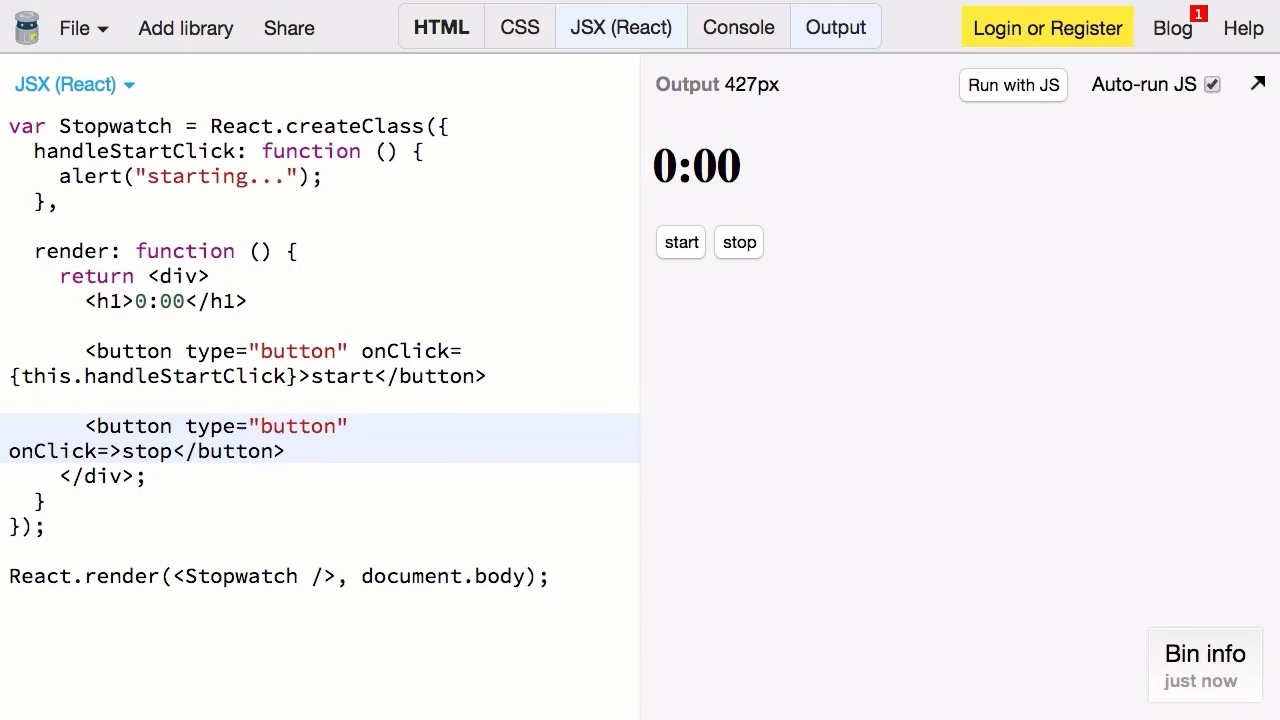 File Add library Share HTML CSS JSX (React) Console Output Login or Register Blog 1 Help
JSX (React)
Output 427px Run with JS Auto-run JS
var Stopwatch = React.createClass({
  handleStartClick: function () {
    alert("starting...");
  },
  render: function () {
    return <div>
      <h1>0:00</h1>
      <button type="button" onClick=
{this.handleStartClick}>start</button>
      <button type="button"
onClick=>stop</button>
    </div>;
  }
});
React.render(<Stopwatch />, document.body);
0:00
start stop
Bin info
just now